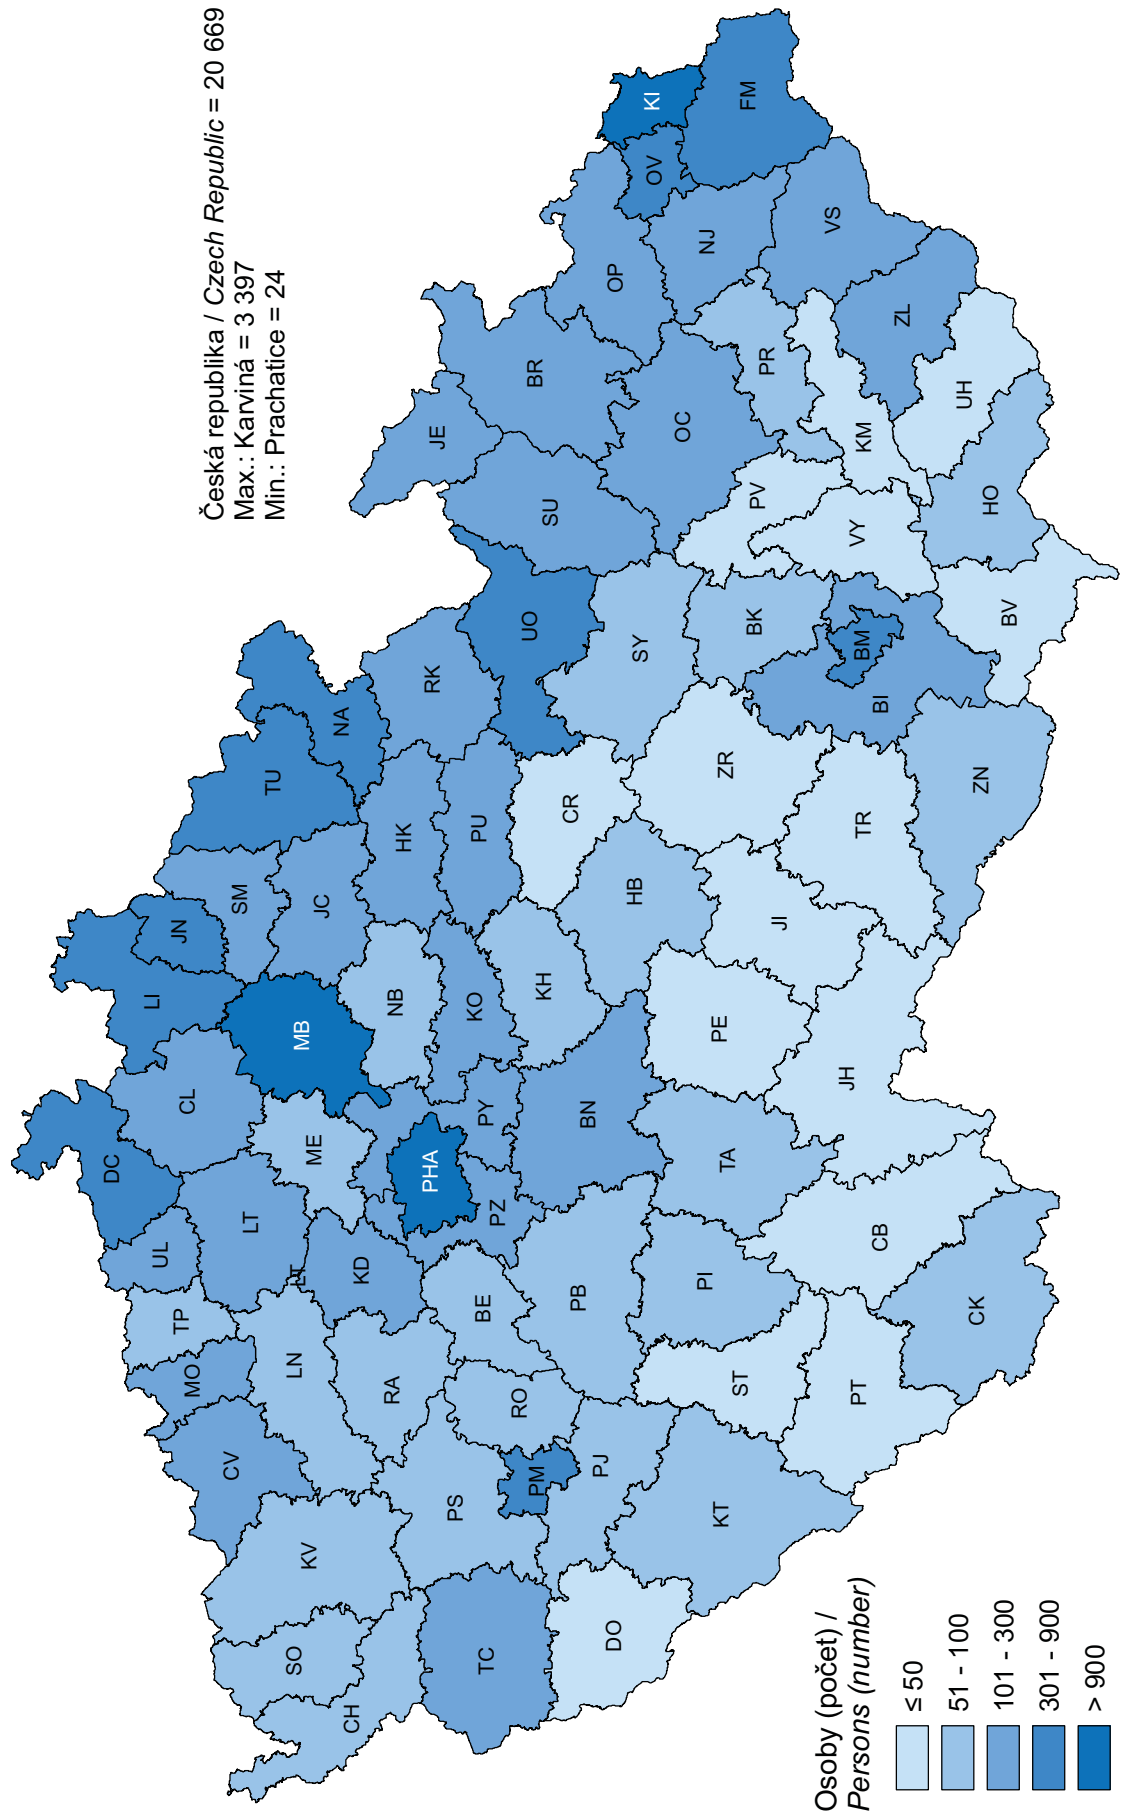 Česká republika / Czech Republic = 20 669
Max.: Karviná = 3 397
Min.: Prachatice = 24
DC
LI
JN
UL
CL
SM
TU
TP
LT
MB
JC
NA
MO
LT
ME
HK
RK
JE
CV
LN
KD
NB
PU
UO
SU
BR
KV
RA
PHA
KO
OP
OV
KI
SO
PS
BE
PZ
PY
KH
CR
SY
OC
NJ
FM
CH
RO
PB
BN
HB
ZR
BK
PV
PR
VS
TC
PM
PJ
PI
TA
PE
JI
TR
BI
BM
VY
KM
ZL
DO
KT
ST
PT
CB
JH
ZN
BV
HO
UH
CK
Osoby (počet) /
Persons (number)
≤ 50
51 - 100
101 - 300
301 - 900
> 900